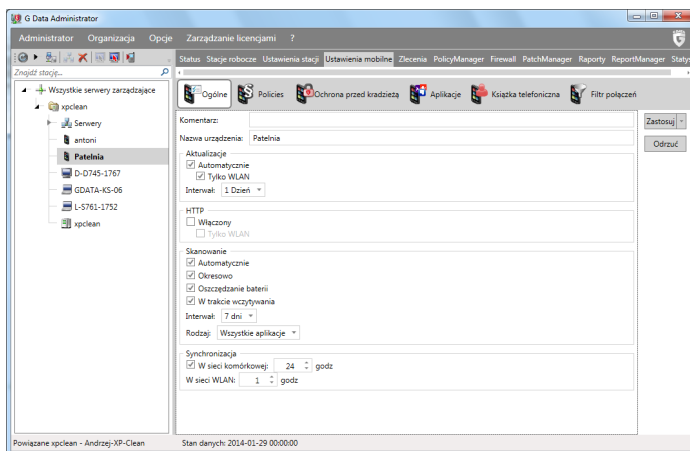 G Data Administrator
Administrator Organizacja Opcje Zarządzanie licencjami ?
Znajdź stację...
Status Stacje robocze Ustawienia stacji Ustawienia mobilne Zlecenia PolicyManager Firewall PatchManager Raporty ReportManager Statys
Wszystkie serwery zarządzające
xpclean
Serwery
antoni
Patelnia
D-D745-1767
GDATA-KS-06
L-S761-1752
xpclean
Ogólne Policies Ochrona przed kradzieżą Aplikacje Książka telefoniczna Filtr połączeń
Komentarz:
Nazwa urządzenia: Patelnia
Aktualizacje
Automatycznie
Tylko WLAN
Interwał: 1 Dzień
HTTP
Włączony
Tylko WLAN
Skanowanie
Automatycznie
Okresowo
Oszczędzanie baterii
W trakcie wczytywania
Interwał: 7 dni
Rodzaj: Wszystkie aplikacje
Synchronizacja
W sieci komórkowej: 24 godz
W sieci WLAN: 1 godz
Zastosuj
Odrzuć
Powiązane xpclean - Andrzej-XP-Clean
Stan danych: 2014-01-29 00:00:00